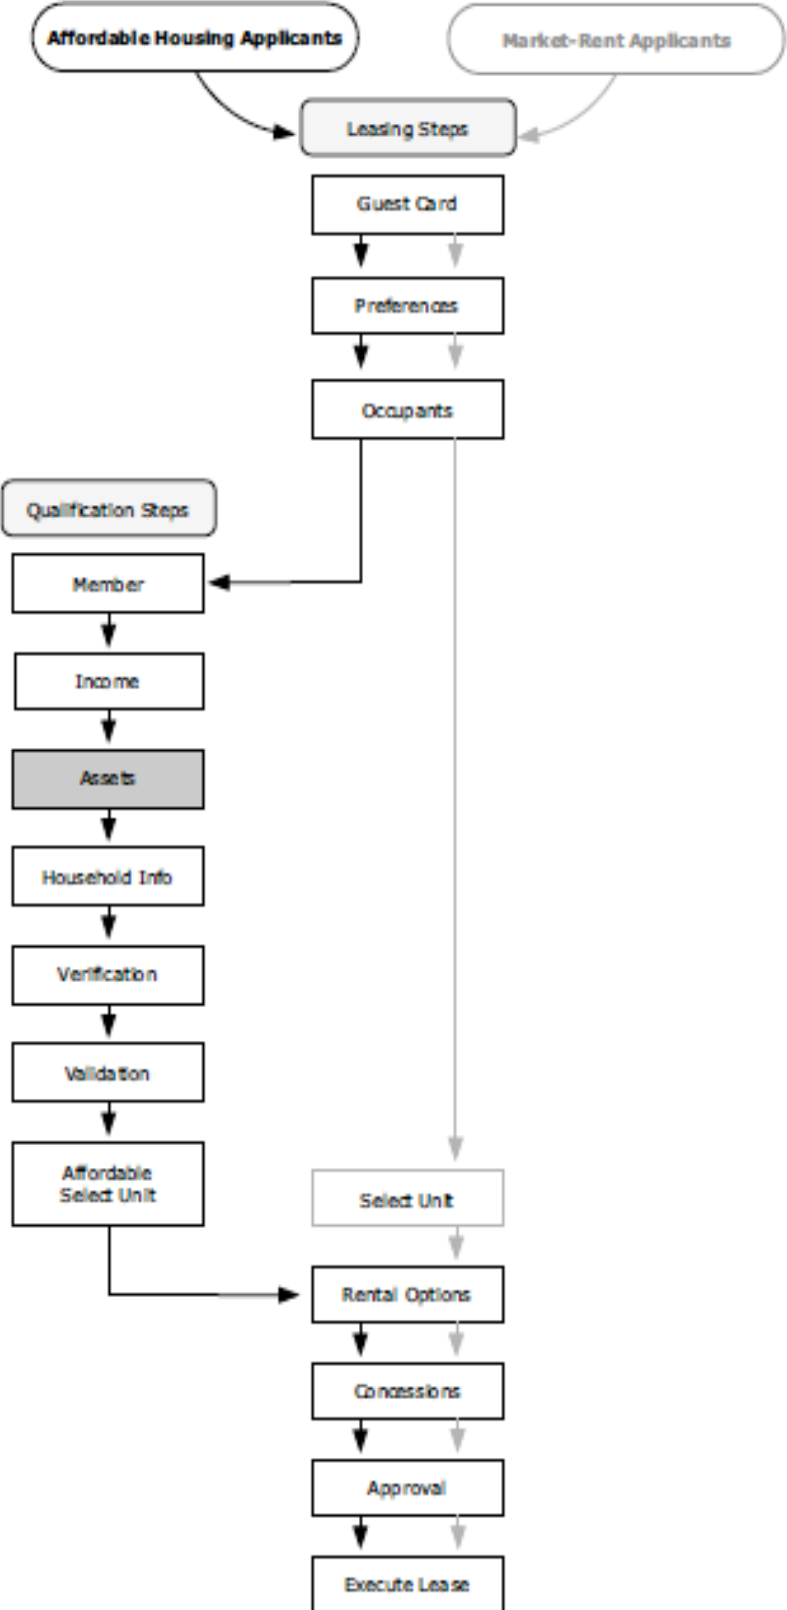 Affordable Housing Applicants
Market-Rent Applicants
Leasing Steps
Guest Card
Preferences
Occupants
Qualification Steps
Member
Income
Assets
Household Info
Verification
Validation
Affordable
Select Unit
Select Unit
Rental Options
Concessions
Approval
Execute Lease